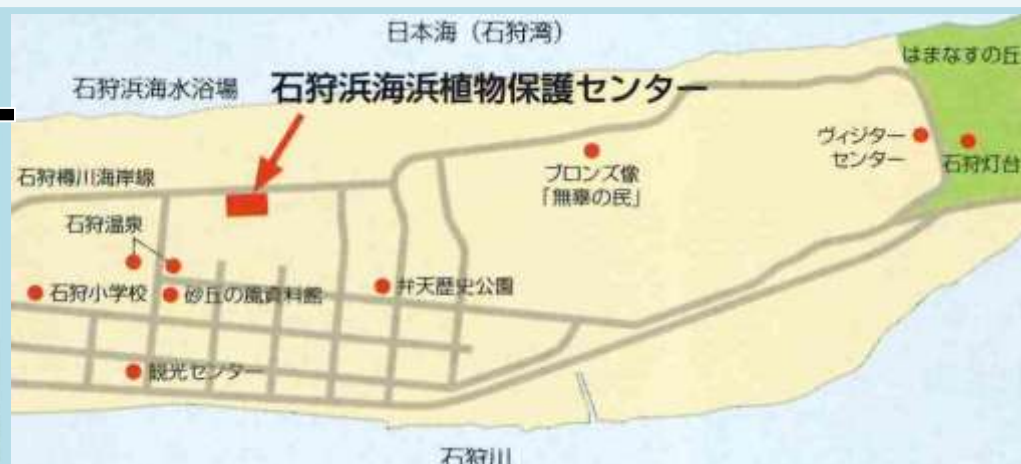 日本海（石狩湾）
はまなすの丘
石狩浜海水浴場
石狩浜海浜植物保護センター
ヴィジター
センター
石狩灯台
ブロンズ像
「無辜の民」
石狩樽川海岸線
石狩温泉
石狩小学校
砂丘の風資料館
弁天歴史公園
観光センター
石狩川